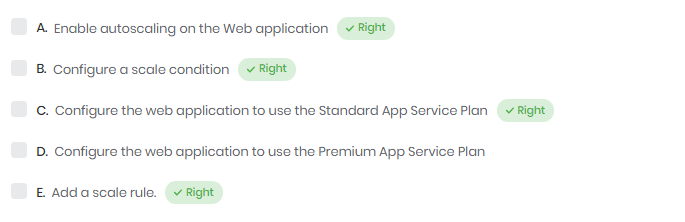 A. Enable autoscaling on the Web application ✓ Right
B. Configure a scale condition ✓ Right
C. Configure the web application to use the Standard App Service Plan ✓ Right
D. Configure the web application to use the Premium App Service Plan
E. Add a scale rule. ✓ Right